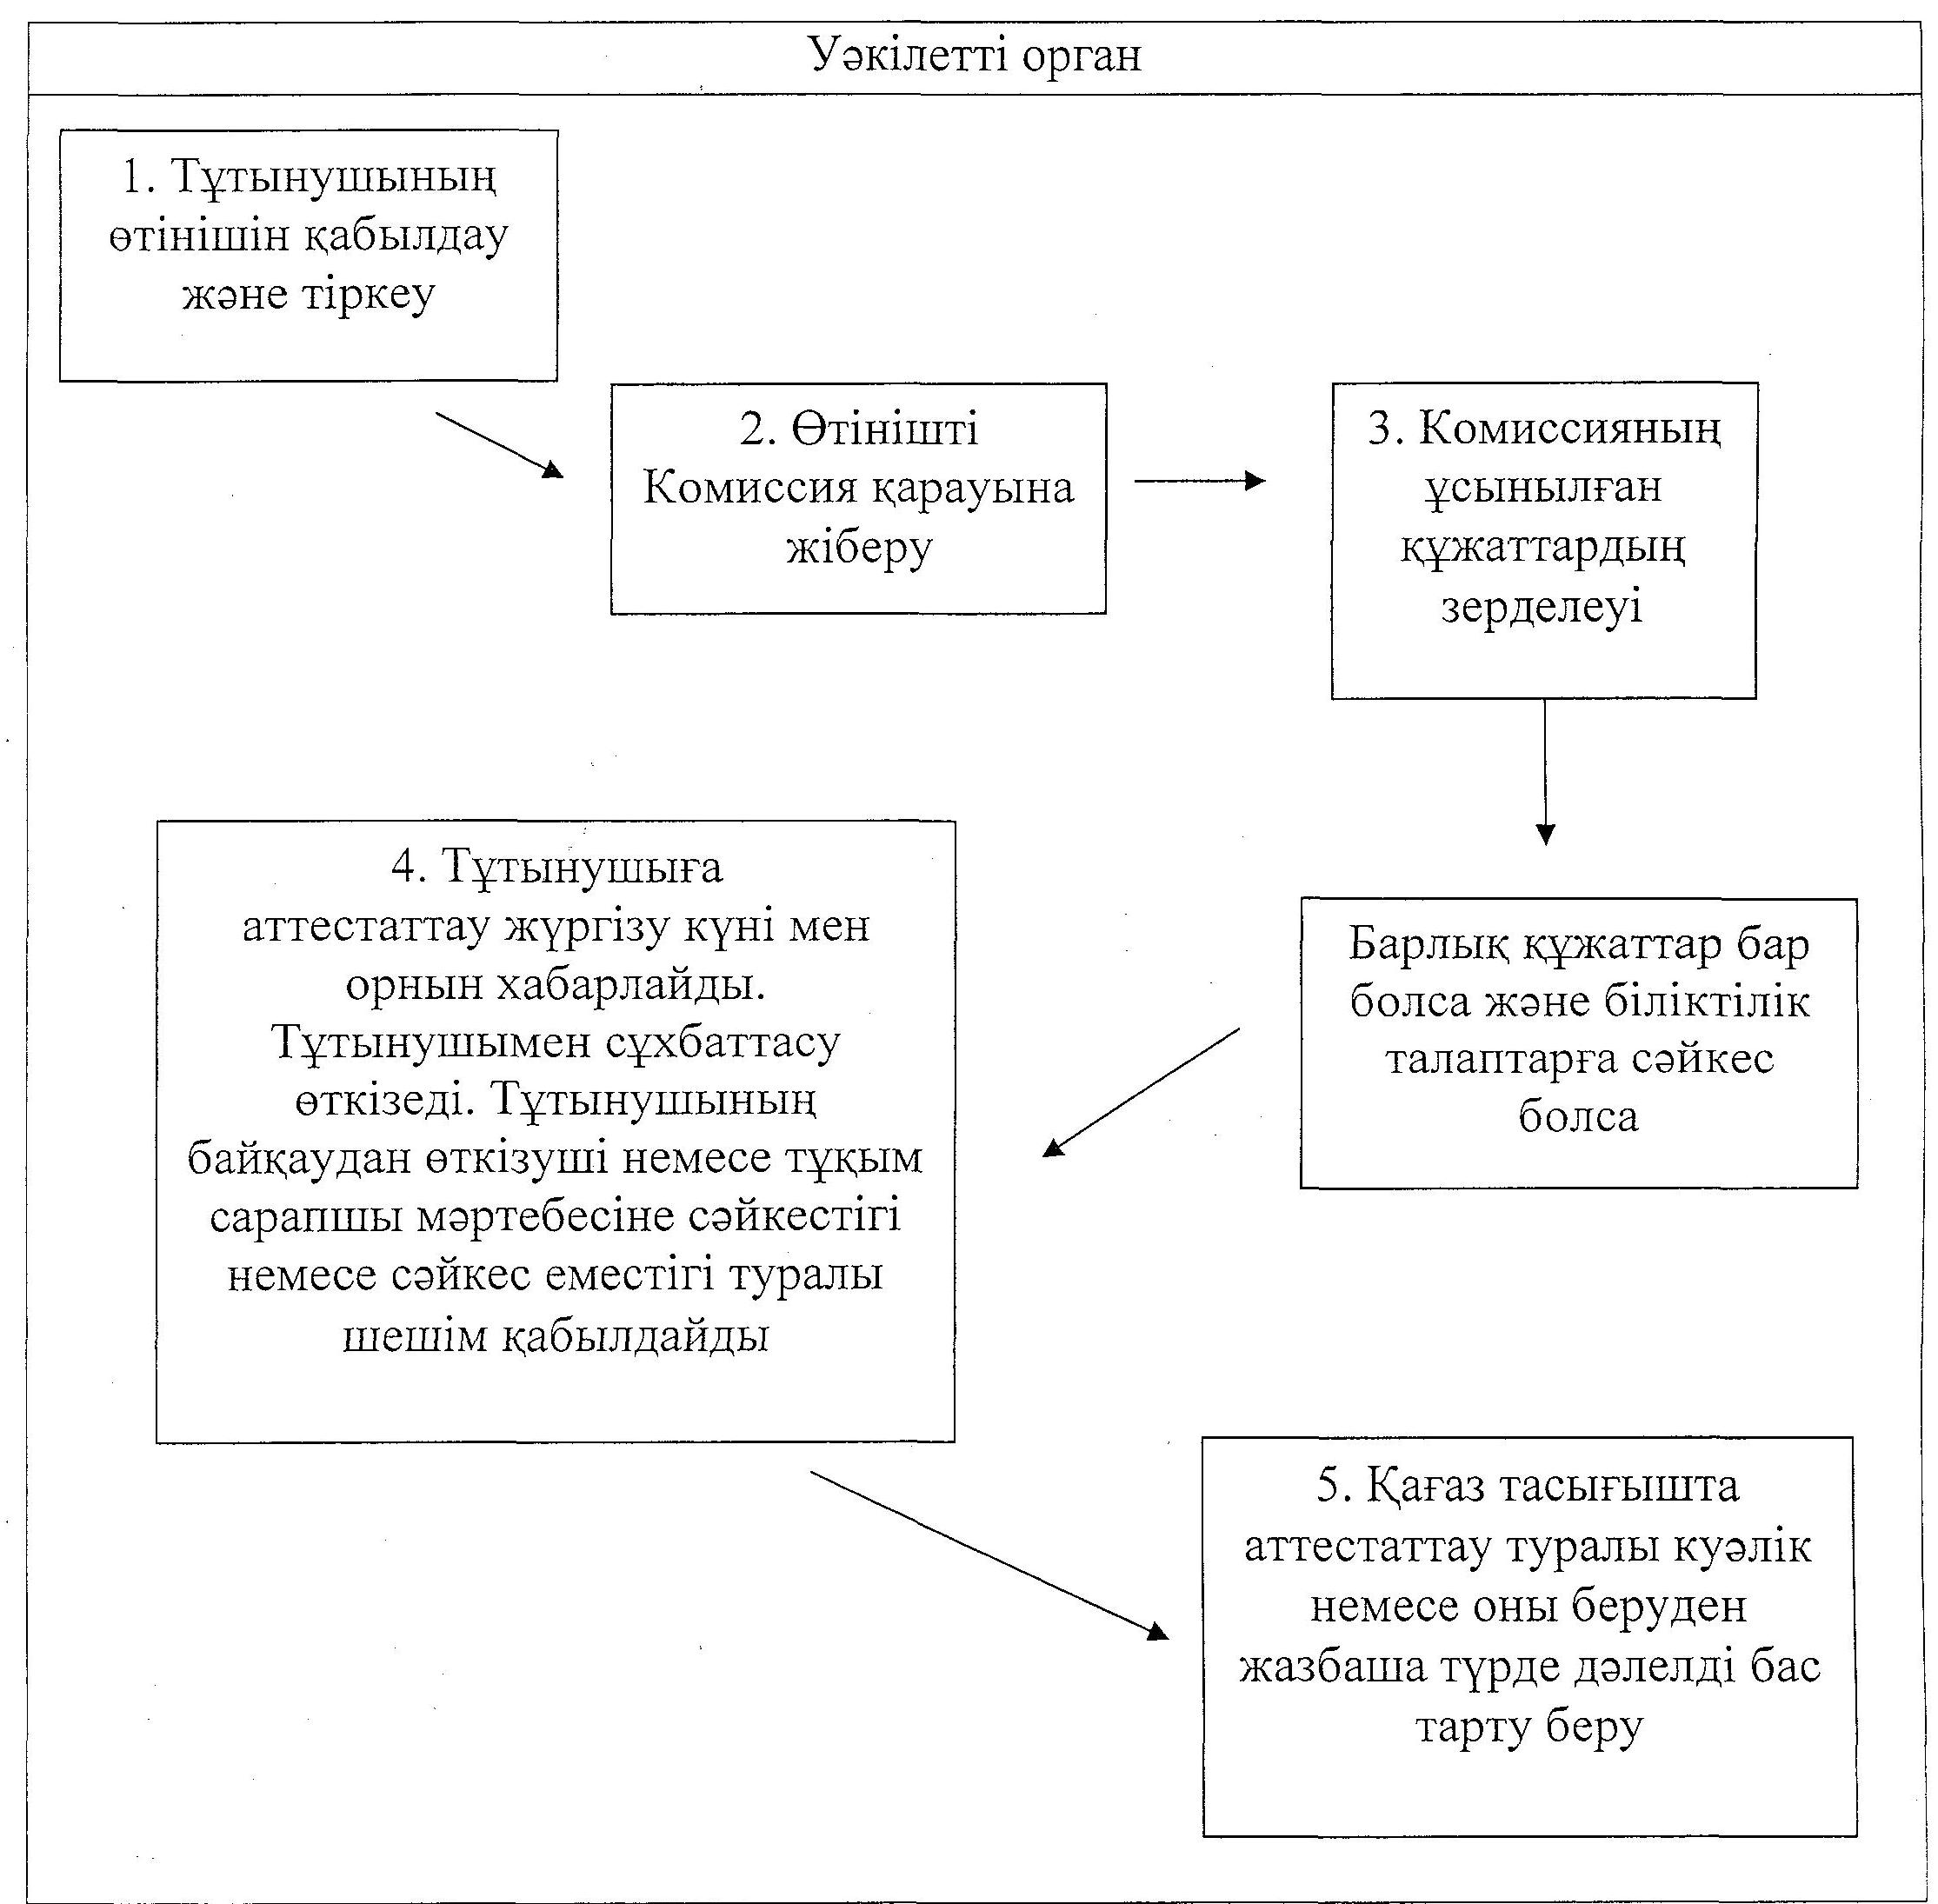 Уәкілетті орган
1. Тұтынушының
өтінішін қабылдау
және тіркеу
2. Өтінішті
Комиссия қарауына
жіберу
3. Комиссияның
ұсынылған
құжаттардың
зерделеуі
Барлық құжаттар бар
болса және біліктілік
талаптарға сәйкес
болса
4. Тұтынушыға
аттестаттау жүргізу күні мен
орнын хабарлайды.
Тұтынушымен сұхбаттасу
өткізеді. Тұтынушының
байқаудан өткізуші немесе тұқым
сарапшы мәртебесіне сәйкестігі
немесе сәйкес еместігі туралы
шешім қабылдайды
5. Қағаз тасығышта
аттестаттау туралы куәлік
немесе оны беруден
жазбаша түрде дәлелді бас
тарту беру